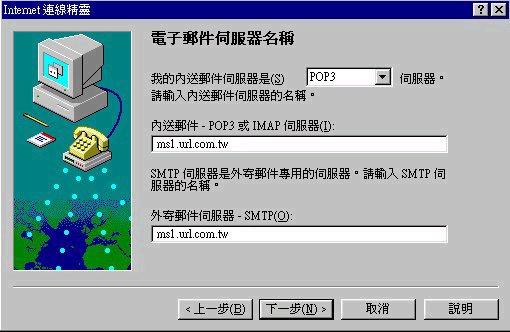 Internet 連線精靈
電子郵件伺服器名稱
我的內送郵件伺服器是(S) POP3 伺服器。
請輸入內送郵件伺服器的名稱。
內送郵件 - POP3 或 IMAP 伺服器(I):
ms1.url.com.tw
SMTP 伺服器是外寄郵件專用的伺服器。請輸入 SMTP 伺
服器的名稱。
外寄郵件伺服器 - SMTP(O):
ms1.url.com.tw
<上一步(B) 下一步(N)> 取消 說明